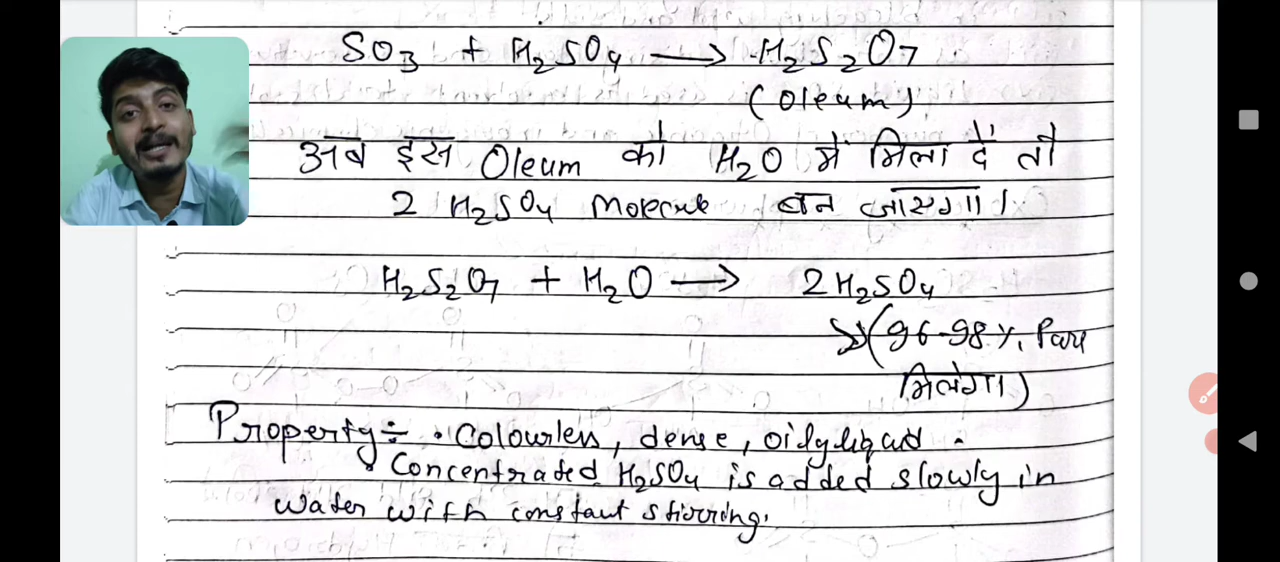 SO3 + H2SO4 → H2S2O7
(Oleum)
अब इस Oleum को H2O में मिला दें तो
2 H2SO4 Molecule बन जाएगा।
H2S2O7 + H2O → 2H2SO4
(96-98% Pure
मिलेगा)
Property ÷ • Colourless, dense, oily liquid.
• Concentrated H2SO4 is added slowly in
water with constant stirring.